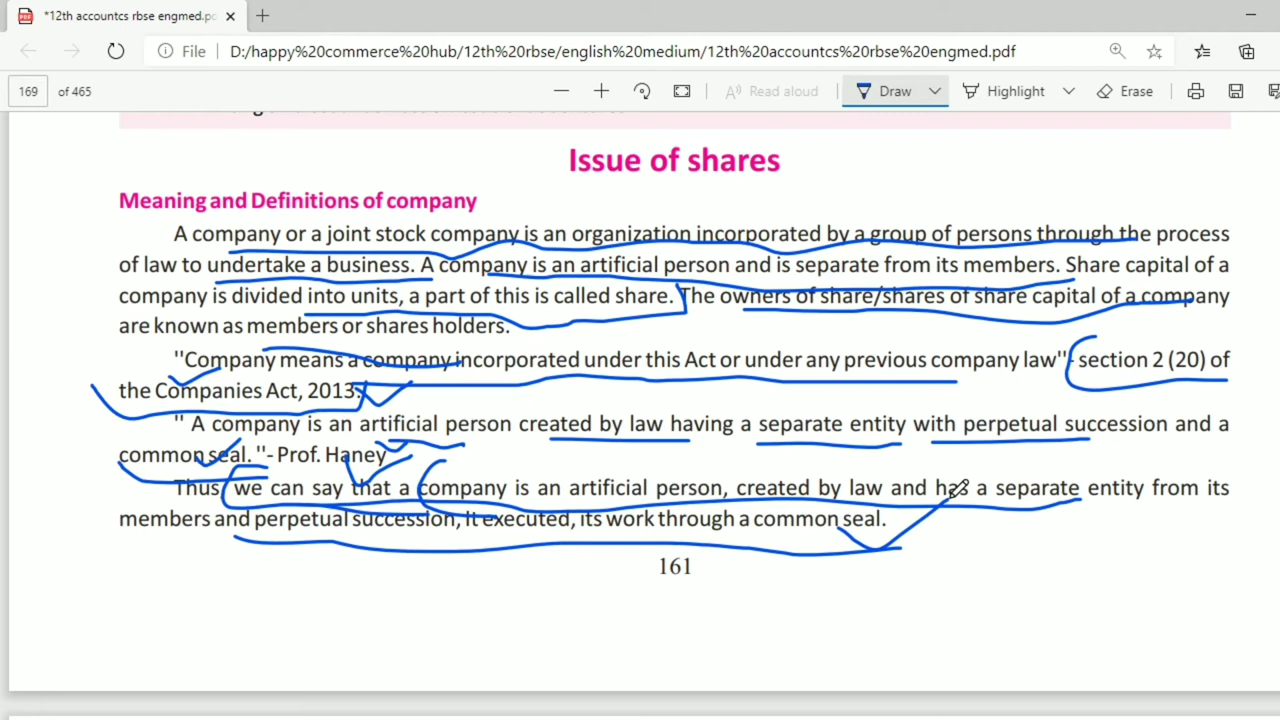 *12th accountcs rbse engmed.pd
File D:/happy%20commerce%20hub/12th%20rbse/english%20medium/12th%20accountcs%20rbse%20engmed.pdf
169 of 465 Read aloud Draw Highlight Erase
Issue of shares
Meaning and Definitions of company
A company or a joint stock company is an organization incorporated by a group of persons through the process
of law to undertake a business. A company is an artificial person and is separate from its members. Share capital of a
company is divided into units, a part of this is called share. The owners of share/shares of share capital of a company
are known as members or shares holders.
"Company means a company incorporated under this Act or under any previous company law"- section 2 (20) of
the Companies Act, 2013.
" A company is an artificial person created by law having a separate entity with perpetual succession and a
common seal. "- Prof. Haney
Thus, we can say that a company is an artificial person, created by law and has a separate entity from its
members and perpetual succession, it executed, its work through a common seal.
161